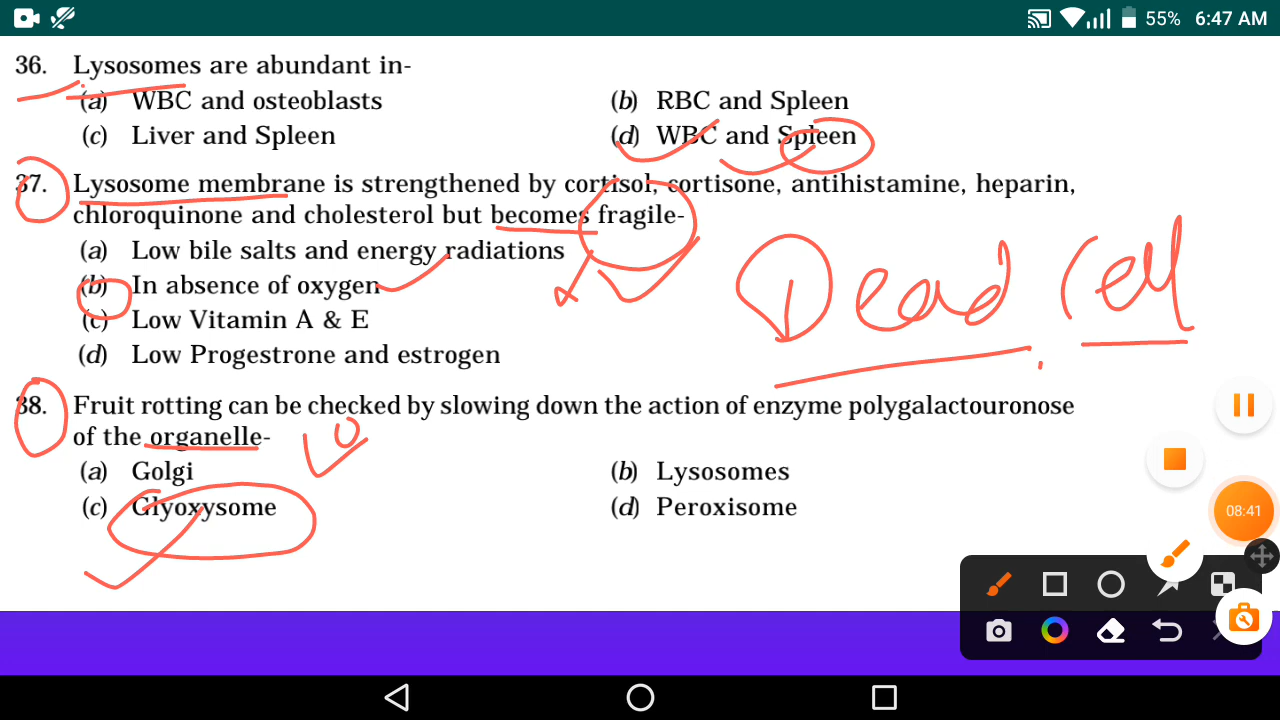 55% 6:47 AM
36. Lysosomes are abundant in-
(a) WBC and osteoblasts (b) RBC and Spleen
(c) Liver and Spleen (d) WBC and Spleen
37. Lysosome membrane is strengthened by cortisol, cortisone, antihistamine, heparin,
chloroquinone and cholesterol but becomes fragile-
(a) Low bile salts and energy radiations
(b) In absence of oxygen
(c) Low Vitamin A & E
(d) Low Progestrone and estrogen
Dead Cell
38. Fruit rotting can be checked by slowing down the action of enzyme polygalactouronose
of the organelle-
(a) Golgi (b) Lysosomes
(c) Glyoxysome (d) Peroxisome
08:41